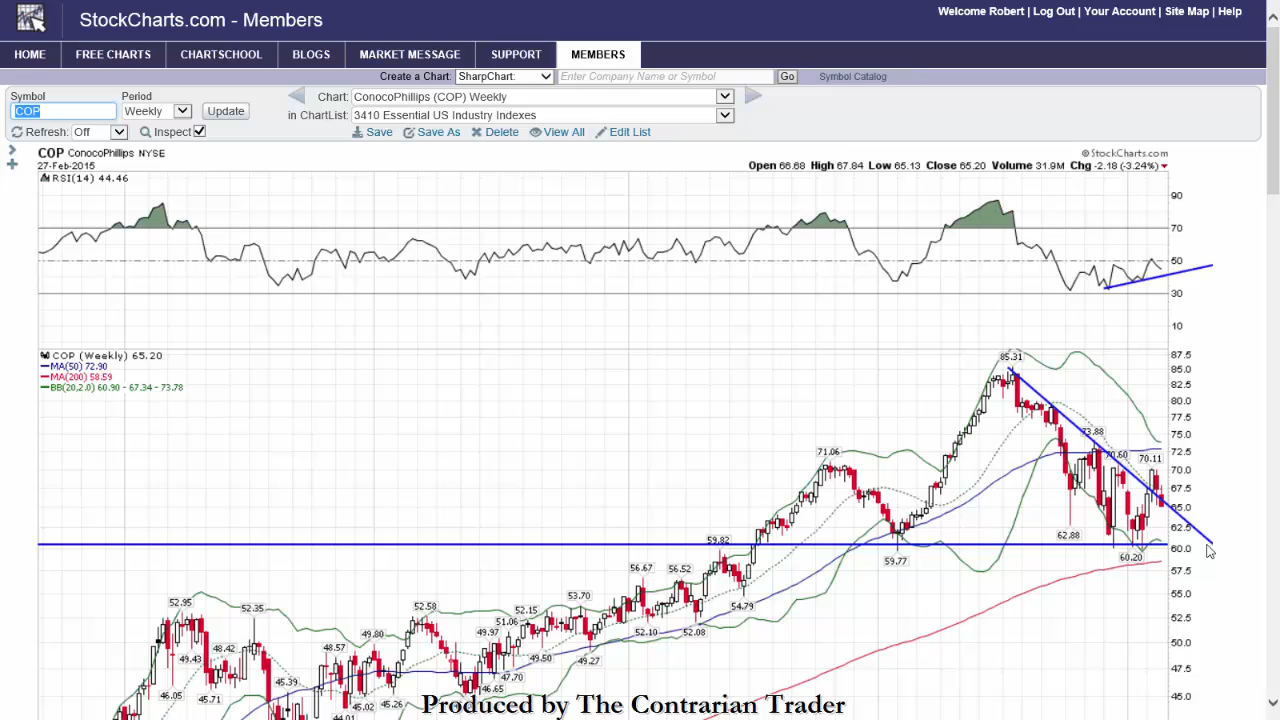 StockCharts.com - Members
Welcome Robert | Log Out | Your Account | Site Map | Help
HOME FREE CHARTS CHARTSCHOOL BLOGS MARKET MESSAGE SUPPORT MEMBERS
Create a Chart: SharpChart: Enter Company Name or Symbol Go Symbol Catalog
Symbol Period Chart: ConocoPhillips (COP) Weekly
COP Weekly Update in ChartList: 3410 Essential US Industry Indexes
Refresh: Off Inspect Save Save As Delete View All Edit List
COP ConocoPhillips NYSE © StockCharts.com
27-Feb-2015 Open 66.68 High 67.84 Low 65.13 Close 65.20 Volume 31.9M Chg -2.18 (-3.24%)
RSI(14) 44.46
90
70
50
30
10
COP (Weekly) 65.20
MA(50) 72.90
MA(200) 58.59
BB(20,2.0) 60.90 - 67.34 - 73.78
87.5
85.31
85.0
82.5
80.0
77.5
73.88
75.0
71.06 70.60 70.11
72.5
70.0
67.5
65.0
62.88
62.5
59.82
60.0
59.77 60.20
56.67 56.52
57.5
52.95 52.35 52.58 52.15 53.70 54.79
55.0
51.06
52.5
49.80 49.97 52.10 52.08
50.0
49.43 48.42 48.57 49.50 49.27
47.5
46.05 45.71 45.39 45.02 45.26 46.65 47.70
45.0
44.01
Produced by The Contrarian Trader